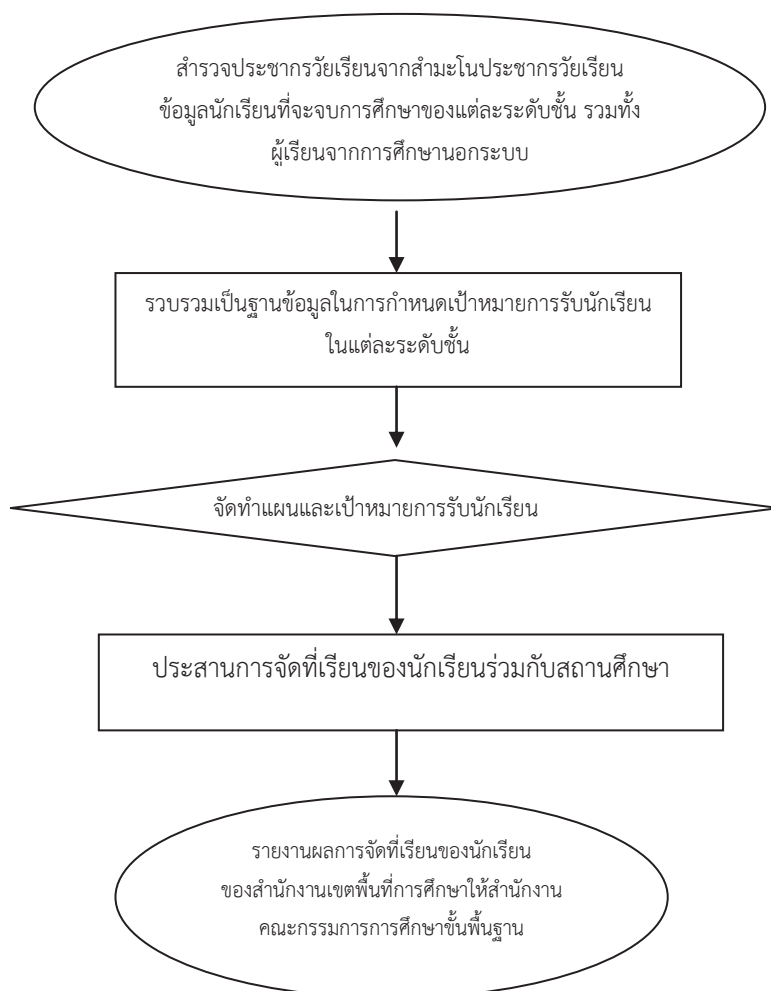 สำรวจประชากรวัยเรียนจากสำมะโนประชากรวัยเรียน
ข้อมูลนักเรียนที่จะจบการศึกษาของแต่ละระดับชั้น รวมทั้ง
ผู้เรียนจากการศึกษานอกระบบ
รวบรวมเป็นฐานข้อมูลในการกำหนดเป้าหมายการรับนักเรียน
ในแต่ละระดับชั้น
จัดทำแผนและเป้าหมายการรับนักเรียน
ประสานการจัดที่เรียนของนักเรียนร่วมกับสถานศึกษา
รายงานผลการจัดที่เรียนของนักเรียน
ของสำนักงานเขตพื้นที่การศึกษาให้สำนักงาน
คณะกรรมการการศึกษาขั้นพื้นฐาน